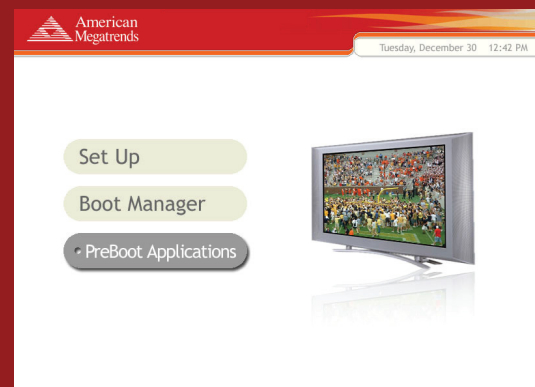 American
Megatrends
Tuesday, December 30 12:42 PM
Set Up
Boot Manager
PreBoot Applications